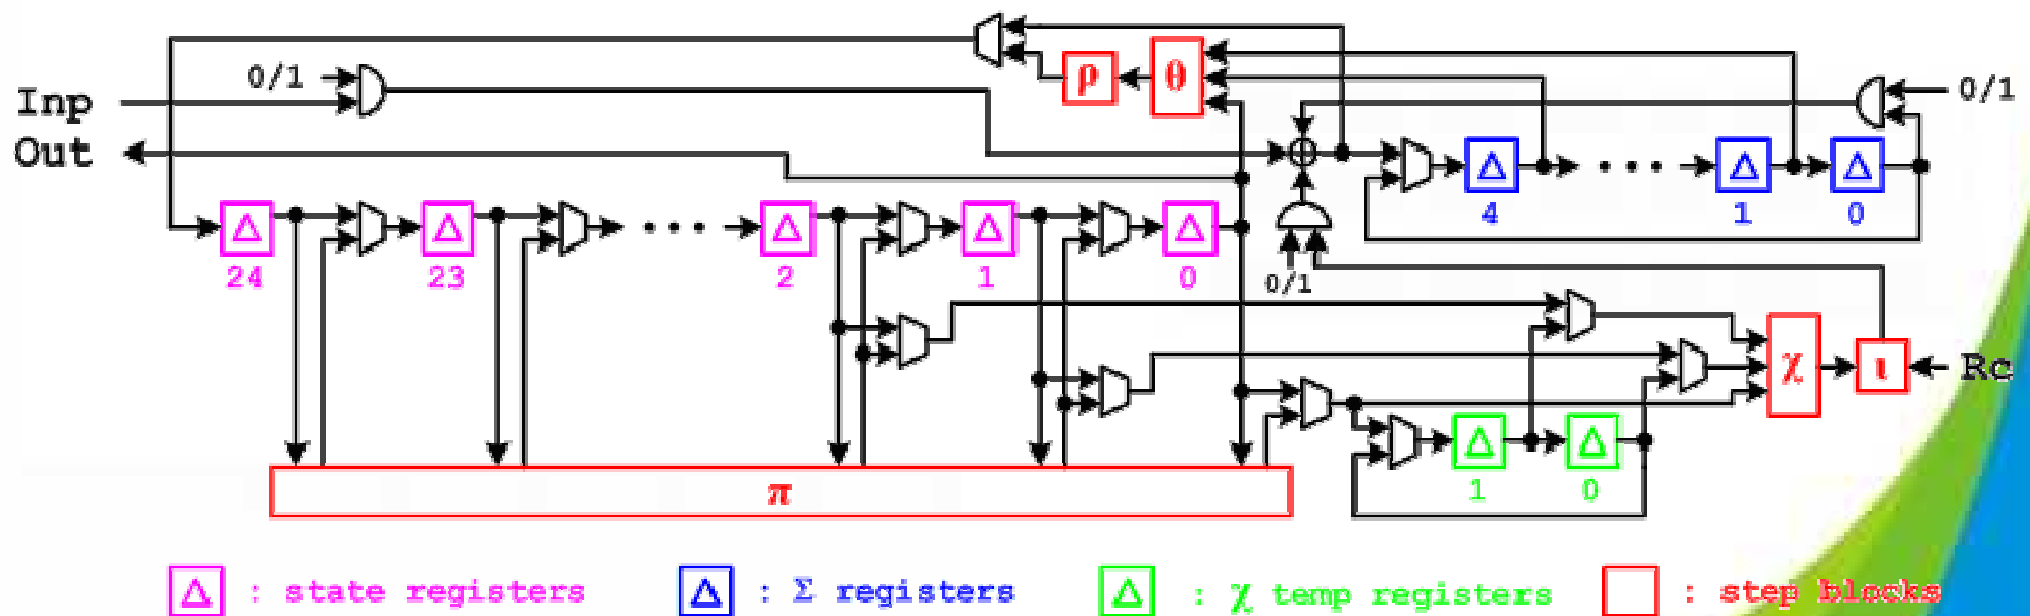 0/1
ρ
θ
0/1
Inp
Out
Δ
Δ
Δ
4
1
0
Δ
Δ
Δ
Δ
Δ
24
23
2
1
0
0/1
χ
ι
Rc
Δ
Δ
1
0
π
Δ : state registers
Δ : Σ registers
Δ : χ temp registers
: step blocks